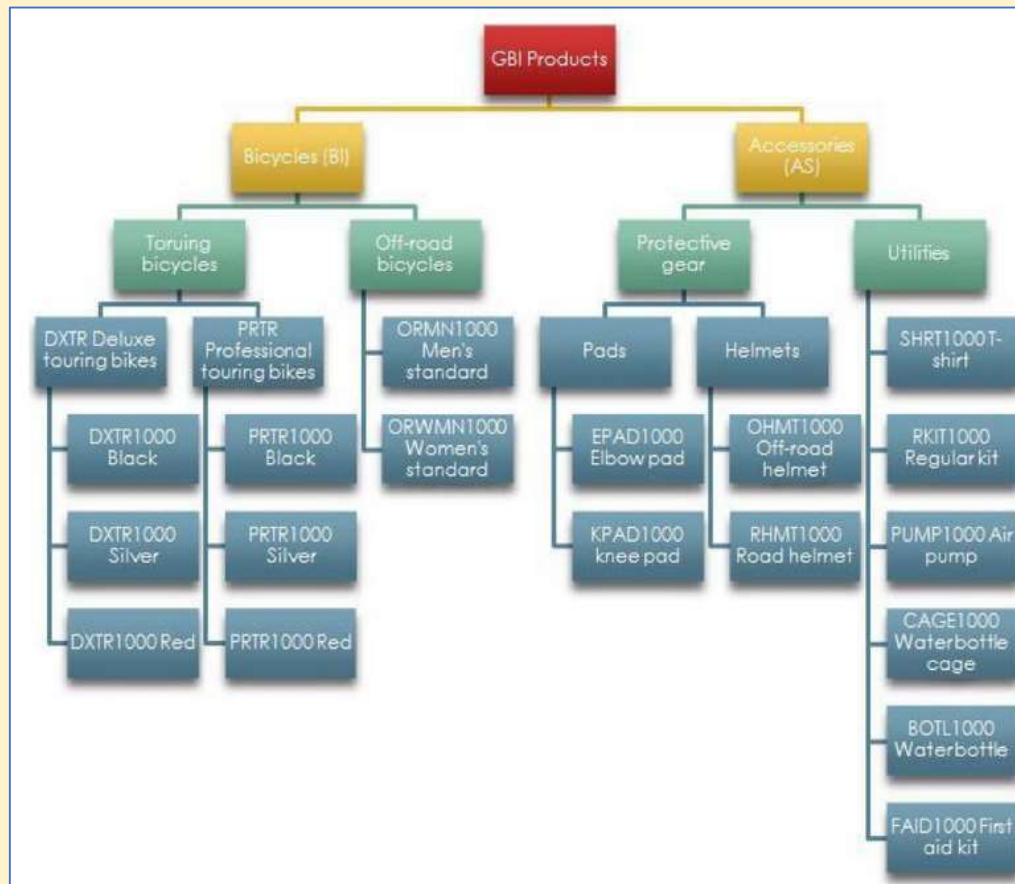 GBI Products
Bicycles (BI)
Accessories
(AS)
Toruing
bicycles
Off-road
bicycles
Protective
gear
Utilities
DXTR Deluxe
touring bikes
PRTR
Professional
touring bikes
ORMN1000
Men's
standard
Pads
Helmets
SHRT1000 T-
shirt
DXTR1000
Black
PRTR1000
Black
ORWMN1000
Women's
standard
EPAD1000
Elbow pad
OHMT1000
Off-road
helmet
RKIT1000
Regular kit
DXTR1000
Silver
PRTR1000
Silver
KPAD1000
knee pad
RHMT1000
Road helmet
PUMP1000 Air
pump
DXTR1000 Red
PRTR1000 Red
CAGE1000
Waterbottle
cage
BOTL1000
Waterbottle
FAID1000 First
aid kit